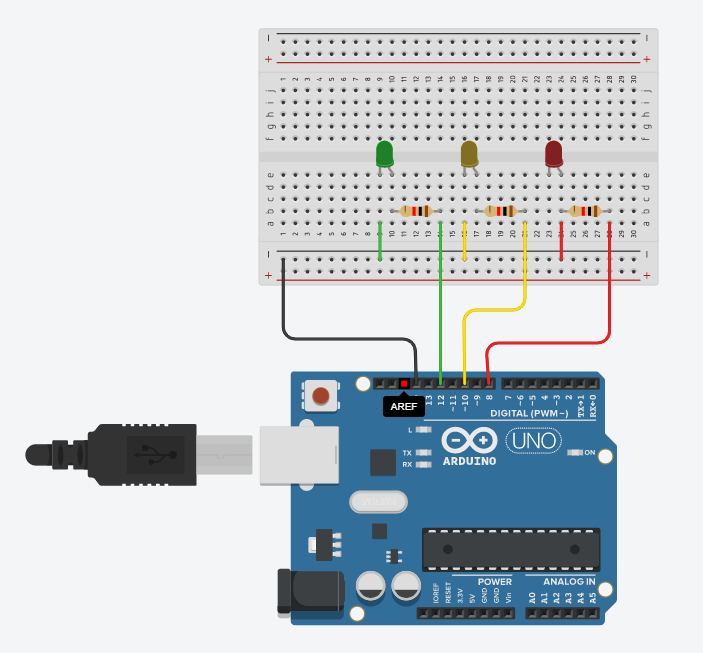 − −
+ +
1 2 3 4 5 6 7 8 9 10 11 12 13 14 15 16 17 18 19 20 21 22 23 24 25 26 27 28 29 30
j j
i i
h h
g g
f f
e e
d d
c c
b b
a a
1 2 3 4 5 6 7 8 9 10 11 12 13 14 15 16 17 18 19 20 21 22 23 24 25 26 27 28 29 30
− −
+ +
AREF
13 12 ~11 ~10 ~9 8 7 ~6 ~5 4 ~3 2 TX→1 RX←0
DIGITAL (PWM~)
L
TX
RX
UNO
ARDUINO
ON
POWER
ANALOG IN
IOREF RESET 3.3V 5V GND GND Vin A0 A1 A2 A3 A4 A5